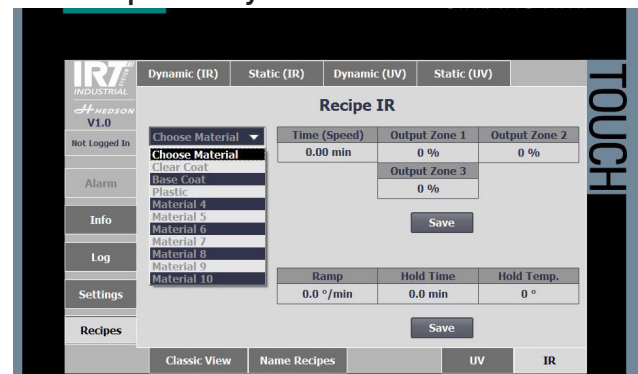 Dynamic (IR) Static (IR) Dynamic (UV) Static (UV)
IRT
SYSTEM
INDUSTRIAL
HEDSON
V1.0
Not Logged In
Alarm
Info
Log
Settings
Recipes
Recipe IR
Choose Material
Choose Material
Clear Coat
Base Coat
Plastic
Material 4
Material 5
Material 6
Material 7
Material 8
Material 9
Material 10
Time (Speed) Output Zone 1 Output Zone 2
0.00 min 0 % 0 %
Output Zone 3
0 %
Save
Ramp Hold Time Hold Temp.
0.0 °/min 0.0 min 0 °
Save
Classic View Name Recipes UV IR
TOUCH